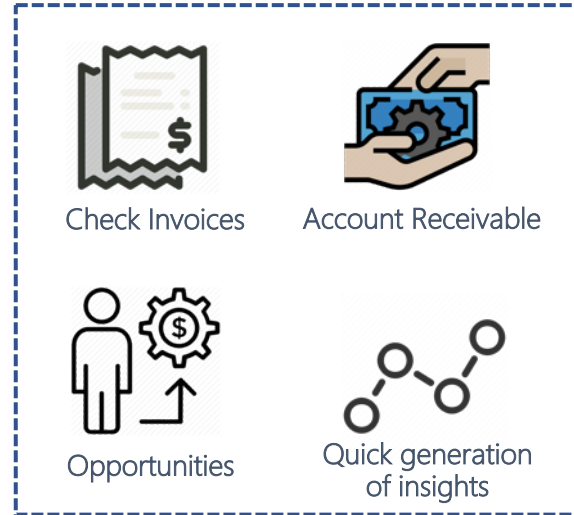 $
Check Invoices
Account Receivable
$
Opportunities
Quick generation
of insights